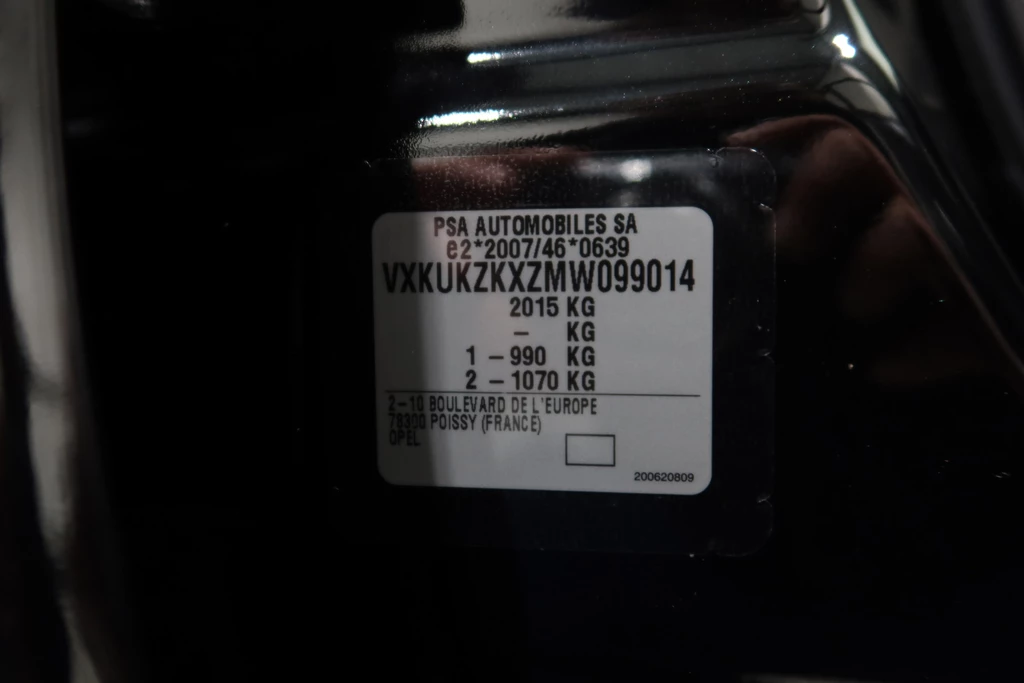 PSA AUTOMOBILES SA
e2*2007/46*0639
VXKUKZKXZMW099014
2015 KG
– KG
1 – 990 KG
2 – 1070 KG
2–10 BOULEVARD DE L'EUROPE
78300 POISSY (FRANCE)
OPEL
200620809